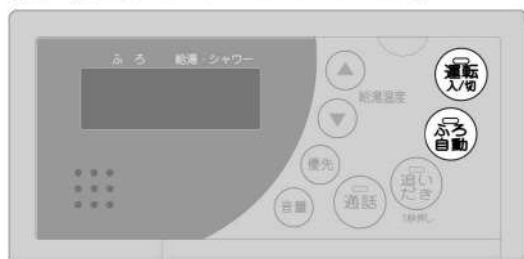 ふろ 給湯・シャワー
給湯温度
運転
入/切
ふろ
自動
優先
音量
通話
追い
だき
1秒押し